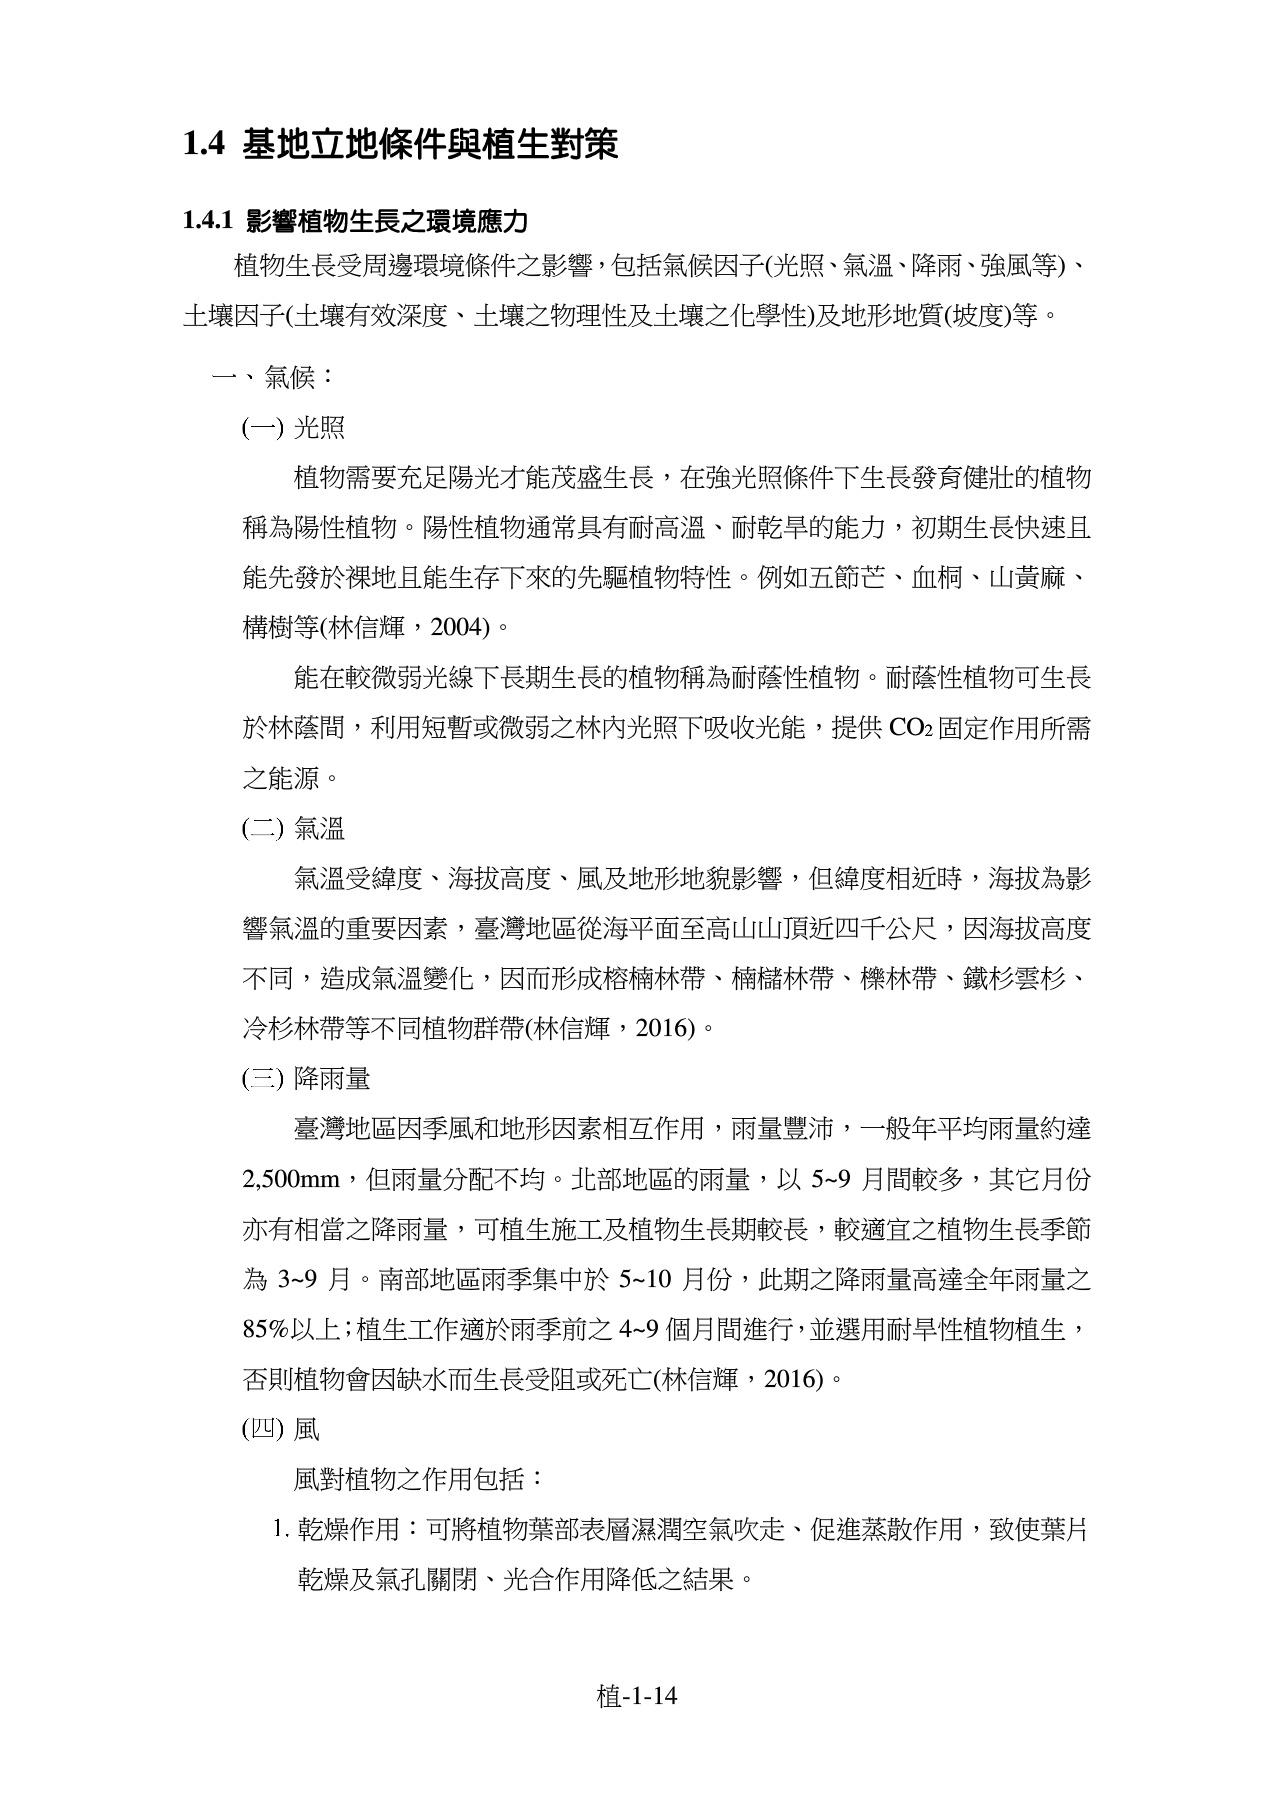 1.4 基地立地條件與植生對策
1.4.1 影響植物生長之環境應力
植物生長受周邊環境條件之影響，包括氣候因子(光照、氣溫、降雨、強風等)、
土壤因子(土壤有效深度、土壤之物理性及土壤之化學性)及地形地質(坡度)等。
一、氣候：
(一) 光照
植物需要充足陽光才能茂盛生長，在強光照條件下生長發育健壯的植物
稱為陽性植物。陽性植物通常具有耐高溫、耐乾旱的能力，初期生長快速且
能先發於裸地且能生存下來的先驅植物特性。例如五節芒、血桐、山黃麻、
構樹等(林信輝，2004)。
能在較微弱光線下長期生長的植物稱為耐蔭性植物。耐蔭性植物可生長
於林蔭間，利用短暫或微弱之林內光照下吸收光能，提供 CO₂ 固定作用所需
之能源。
(二) 氣溫
氣溫受緯度、海拔高度、風及地形地貌影響，但緯度相近時，海拔為影
響氣溫的重要因素，臺灣地區從海平面至高山山頂近四千公尺，因海拔高度
不同，造成氣溫變化，因而形成榕楠林帶、楠櫧林帶、櫟林帶、鐵杉雲杉、
冷杉林帶等不同植物群帶(林信輝，2016)。
(三) 降雨量
臺灣地區因季風和地形因素相互作用，雨量豐沛，一般年平均雨量約達
2,500mm，但雨量分配不均。北部地區的雨量，以 5~9 月間較多，其它月份
亦有相當之降雨量，可植生施工及植物生長期較長，較適宜之植物生長季節
為 3~9 月。南部地區雨季集中於 5~10 月份，此期之降雨量高達全年雨量之
85%以上；植生工作適於雨季前之 4~9 個月間進行，並選用耐旱性植物植生，
否則植物會因缺水而生長受阻或死亡(林信輝，2016)。
(四) 風
風對植物之作用包括：
1. 乾燥作用：可將植物葉部表層濕潤空氣吹走、促進蒸散作用，致使葉片
乾燥及氣孔關閉、光合作用降低之結果。
植-1-14